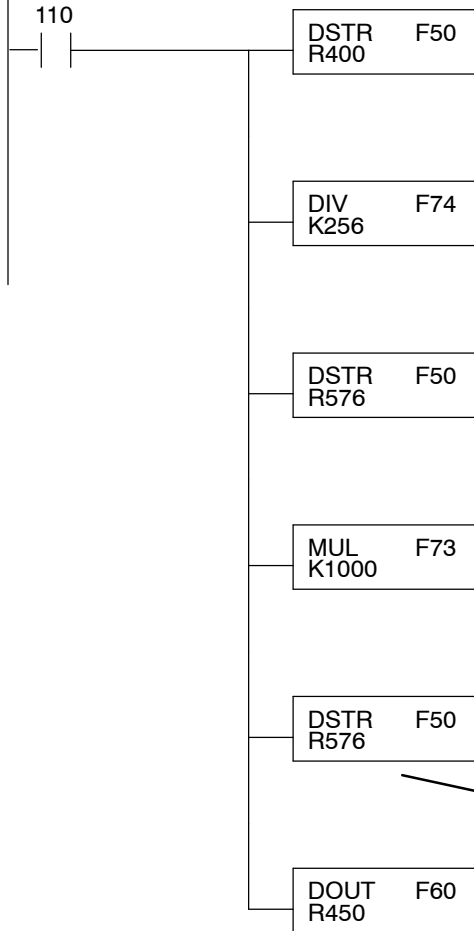 110
DSTR F50
R400
DIV F74
K256
DSTR F50
R576
MUL F73
K1000
DSTR F50
R576
DOUT F60
R450